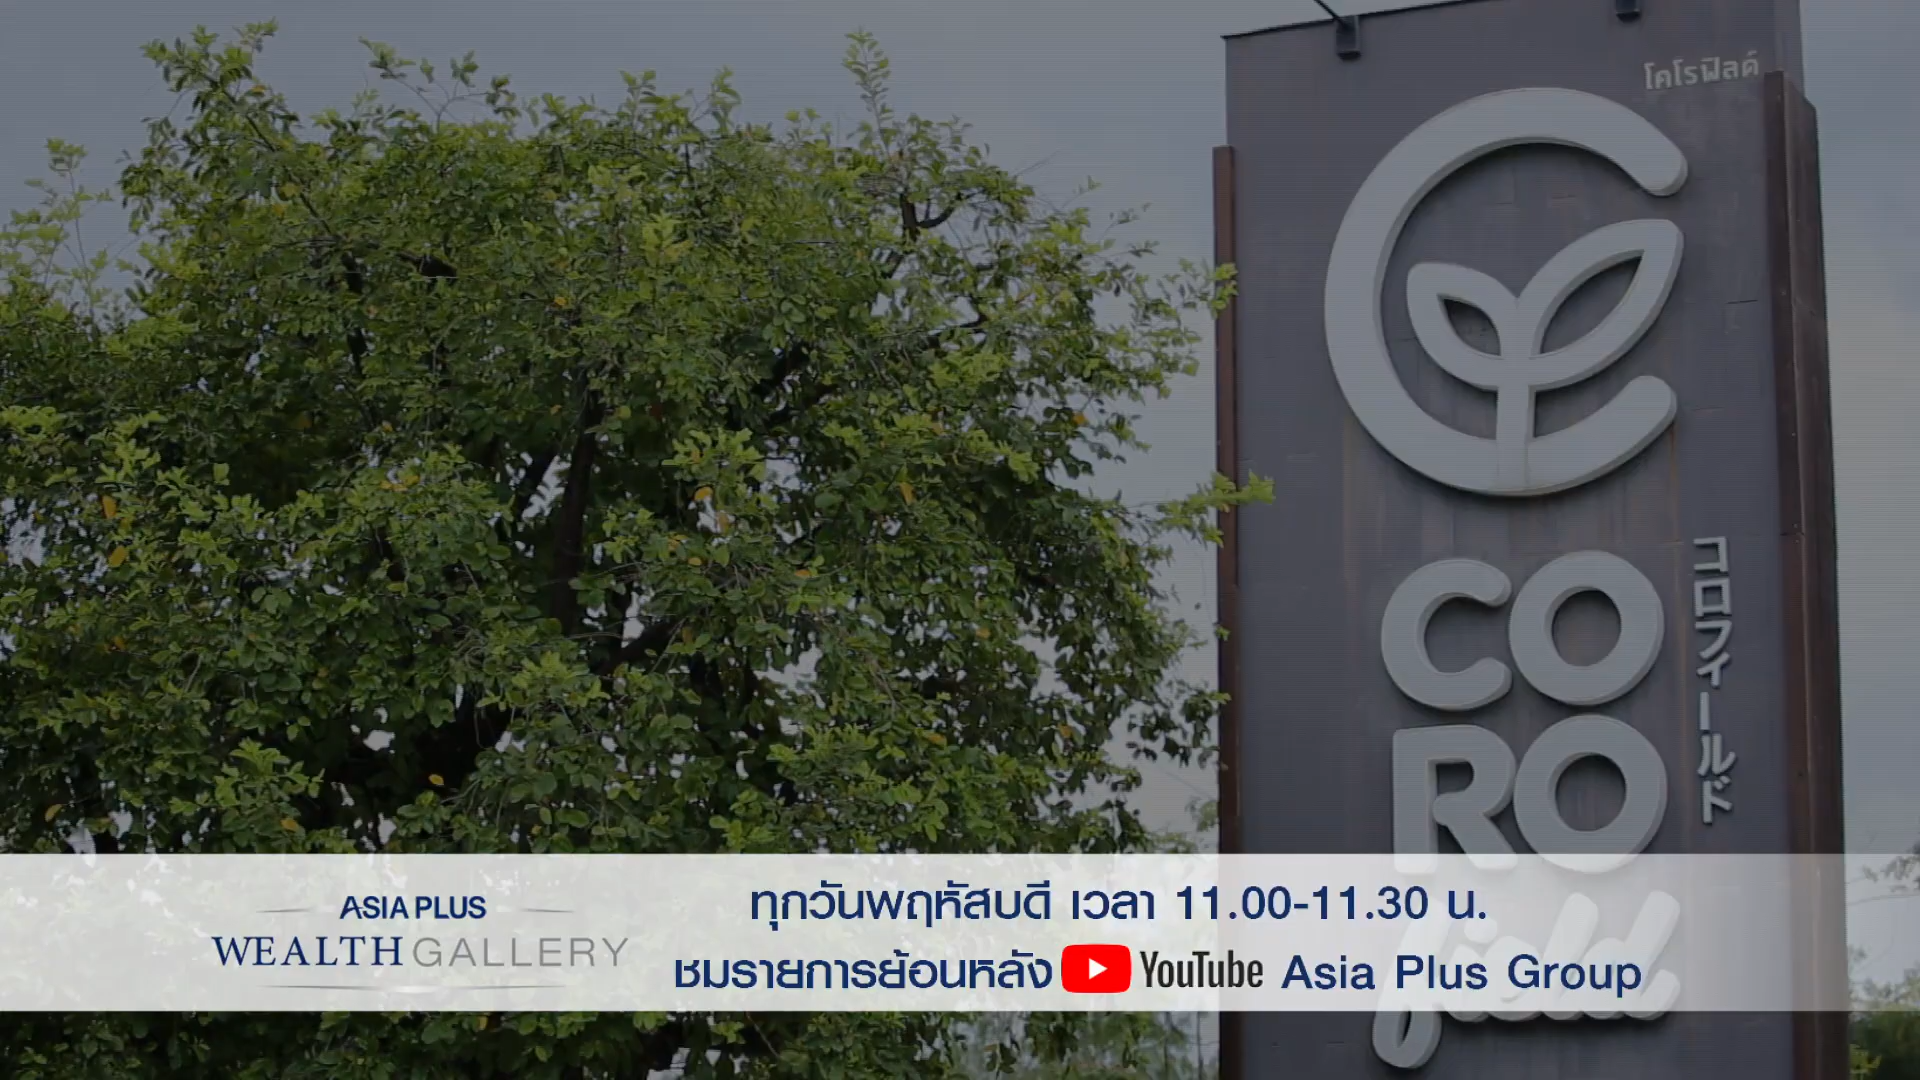 โคโรฟิลด์
CO
RO
field
コロフィールド
ASIA PLUS
WEALTH GALLERY
ทุกวันพฤหัสบดี เวลา 11.00-11.30 น.
ชมรายการย้อนหลัง YouTube Asia Plus Group